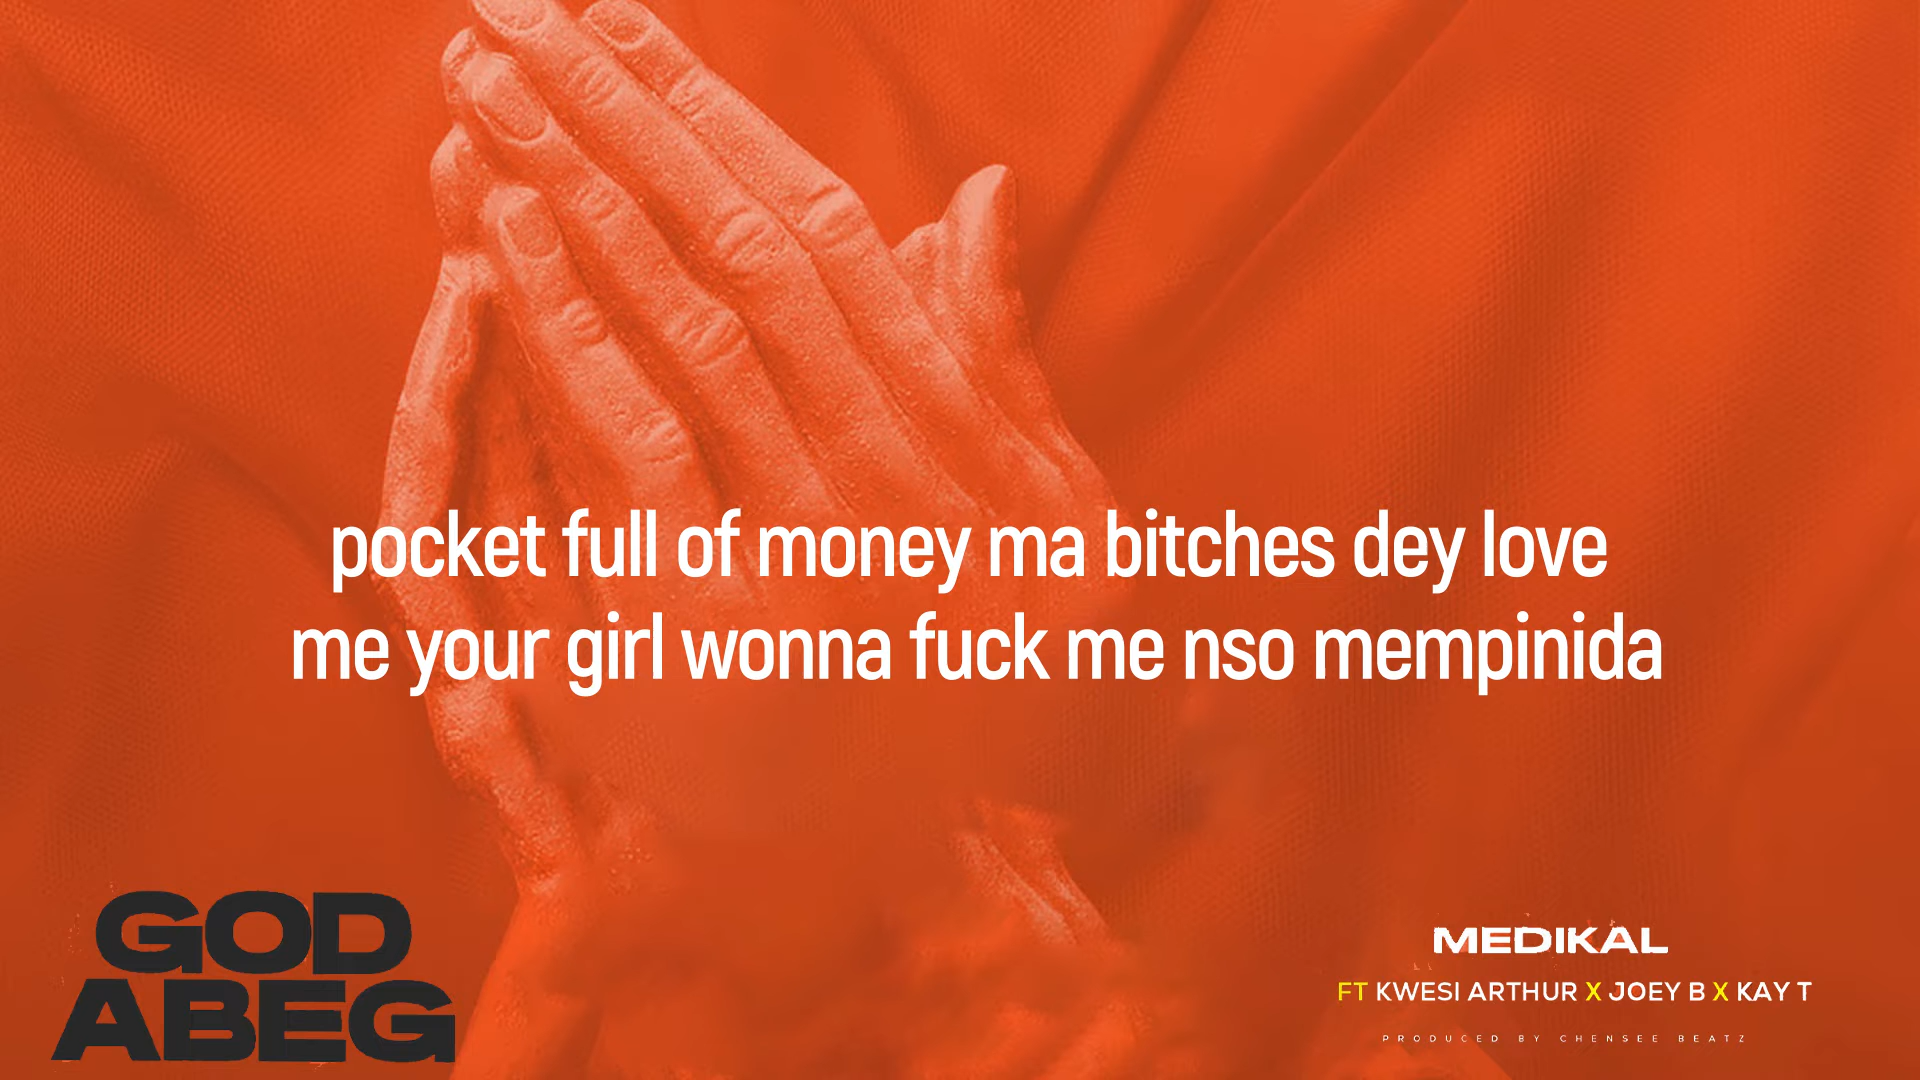 pocket full of money ma bitches dey love
me your girl wonna fuck me nso mempinida
GOD
ABEG
MEDIKAL
FT KWESI ARTHUR X JOEY B X KAY T
PRODUCED BY CHENSEE BEATZ